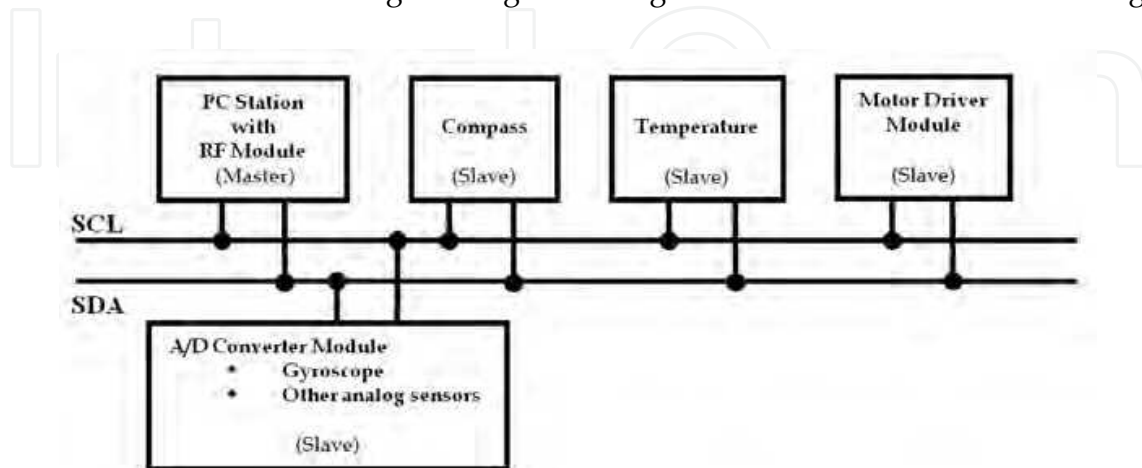 PC Station
with
RF Module
(Master)
Compass
(Slave)
Temperature
(Slave)
Motor Driver
Module
(Slave)
SCL
SDA
A/D Converter Module
• Gyroscope
• Other analog sensors
(Slave)